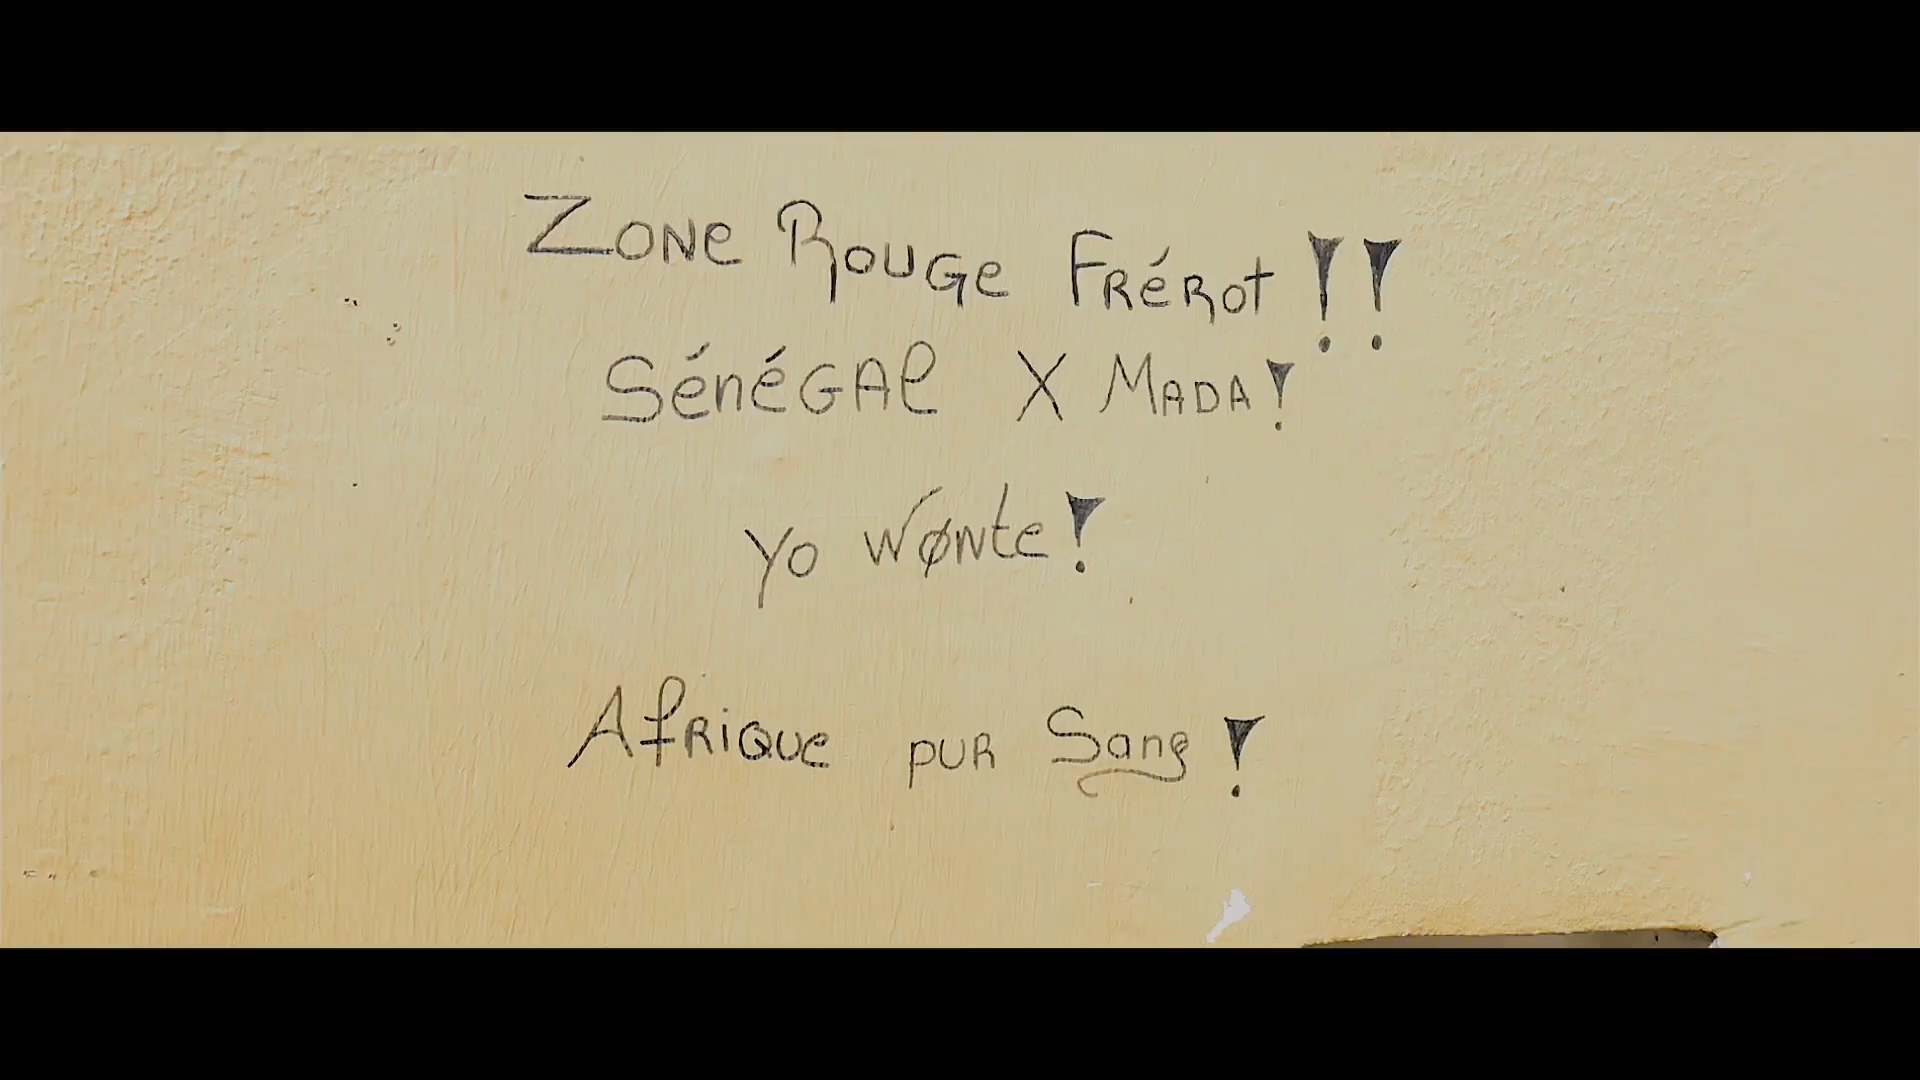 Zone Rouge Frérot !!
Sénégal X Mada !
yo wønte !
Afrique pur Sang !